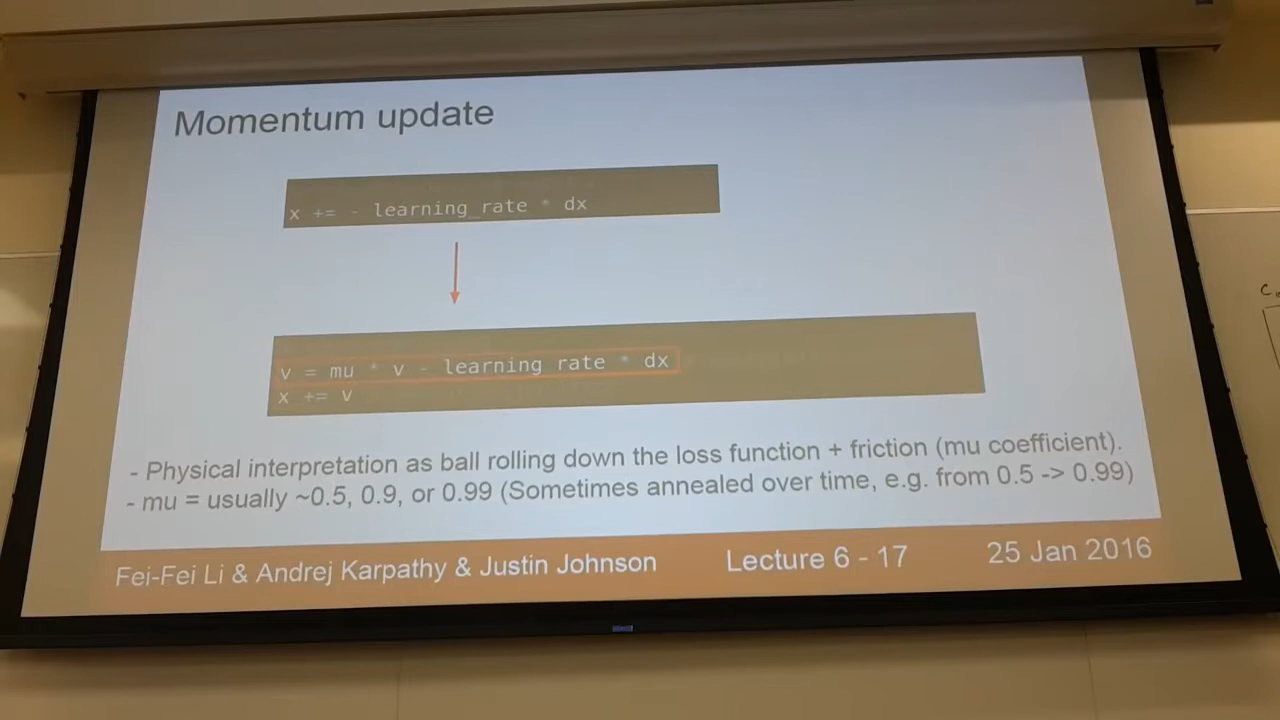 Momentum update
x += - learning_rate * dx
v = mu * v - learning_rate * dx
x += v
- Physical interpretation as ball rolling down the loss function + friction (mu coefficient).
- mu = usually ~0.5, 0.9, or 0.99 (Sometimes annealed over time, e.g. from 0.5 -> 0.99)
Fei-Fei Li & Andrej Karpathy & Justin Johnson Lecture 6 - 17 25 Jan 2016